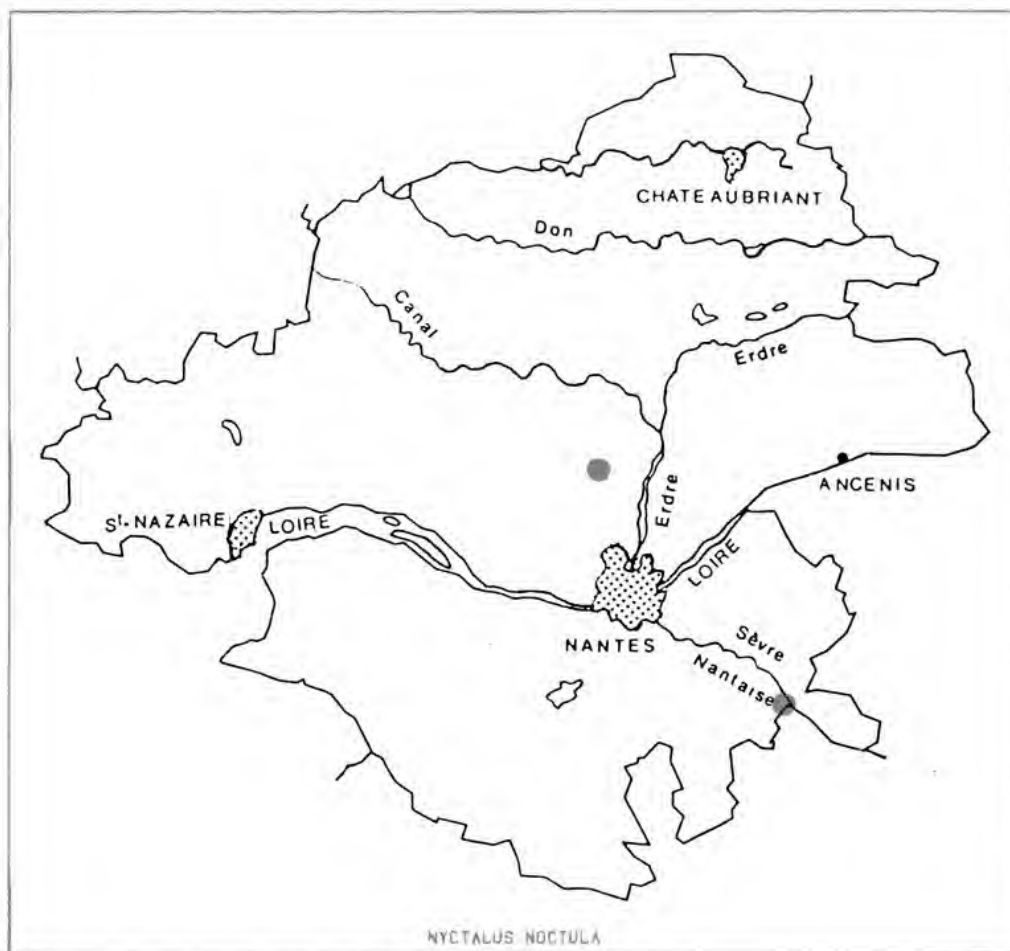 CHATEAUBRIANT
Don
Canal
Erdre
ANCENIS
Erdre
St. NAZAIRE
LOIRE
LOIRE
NANTES
Sèvre
Nantaise
NYCTALUS NOCTULA